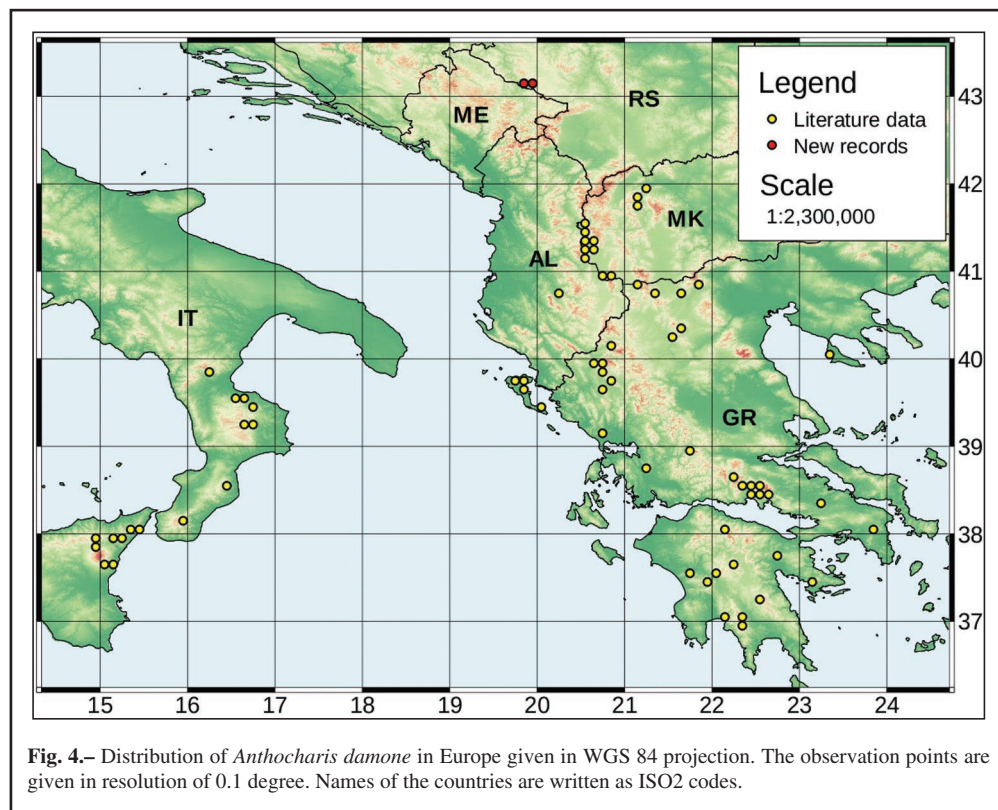 Legend
Literature data
New records
Scale
1:2,300,000
ME
RS
MK
AL
IT
GR
43
42
41
40
39
38
37
15 16 17 18 19 20 21 22 23 24
Fig. 4.– Distribution of Anthocharis damone in Europe given in WGS 84 projection. The observation points are
given in resolution of 0.1 degree. Names of the countries are written as ISO2 codes.